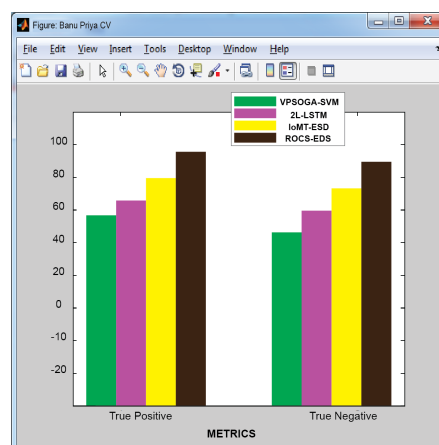 Figure: Banu Priya CV
File Edit View Insert Tools Desktop Window Help
VPSOGA-SVM
2L-LSTM
IoMT-ESD
ROCS-EDS
100
80
60
40
20
0
-10
-20
True Positive True Negative
METRICS